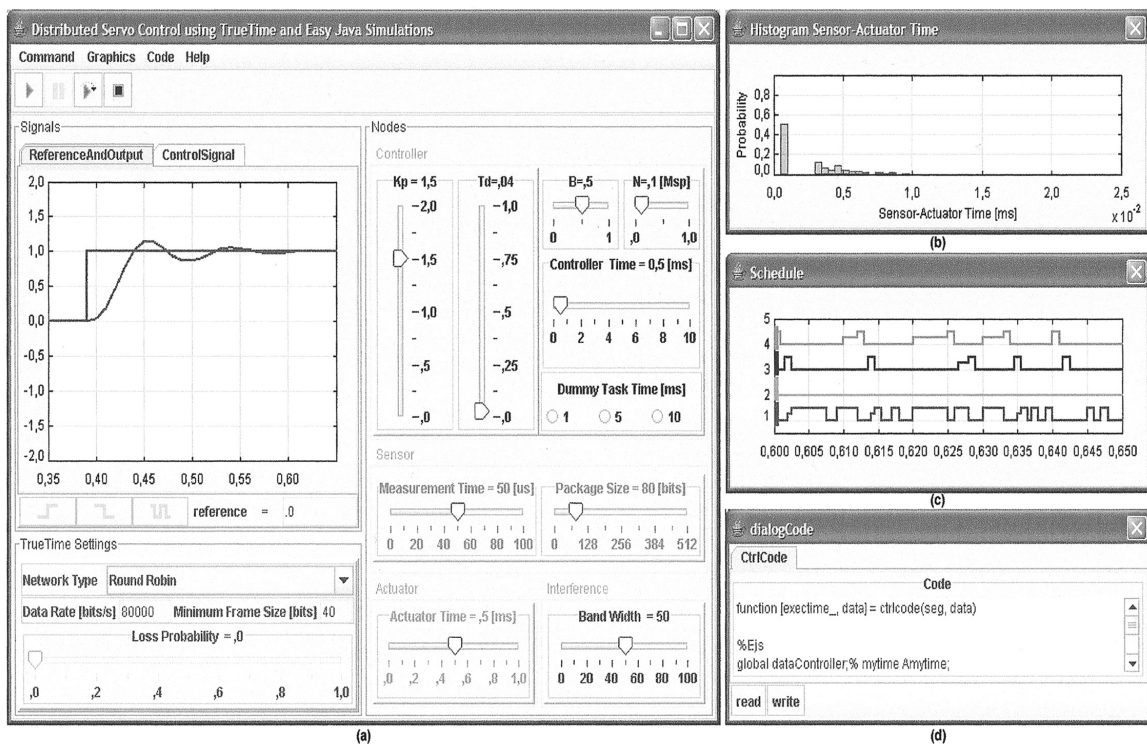 Distributed Servo Control using TrueTime and Easy Java Simulations
Command Graphics Code Help
Signals
ReferenceAndOutput ControlSignal
2,0
1,5
1,0
0,5
0,0
-0,5
-1,0
-1,5
-2,0
0,35 0,40 0,45 0,50 0,55 0,60
reference = .0
TrueTime Settings
Network Type Round Robin
Data Rate [bits/s] 80000 Minimum Frame Size [bits] 40
Loss Probability = ,0
,0 ,2 ,4 ,6 ,8 1,0
Nodes
Controller
Kp = 1,5
2,0
1,5
1,0
,5
,0
Td=,04
1,0
,75
,5
,25
,0
B=,5
0 1
N=,1 [Msp]
,0 1,0
Controller Time = 0,5 [ms]
0 2 4 6 8 10
Dummy Task Time [ms]
1 5 10
Sensor
Measurement Time = 50 [us]
0 20 40 60 80 100
Package Size = 80 [bits]
0 128 256 384 512
Actuator
Actuator Time = ,5 [ms]
,0 ,2 ,4 ,6 ,8 1,0
Interference
Band Width = 50
0 20 40 60 80 100
(a)
Histogram Sensor-Actuator Time
Probability
0,8
0,6
0,4
0,2
0,0
0,0 0,5 1,0 1,5 2,0 2,5
x10⁻²
Sensor-Actuator Time [ms]
(b)
Schedule
5
4
3
2
1
0,600 0,605 0,610 0,615 0,620 0,625 0,630 0,635 0,640 0,645 0,650
(c)
dialogCode
CtrlCode
Code
function [exectime_, data] = ctrlcode(seg, data)
%Ejs
global dataController;% mytime Amytime;
read write
(d)